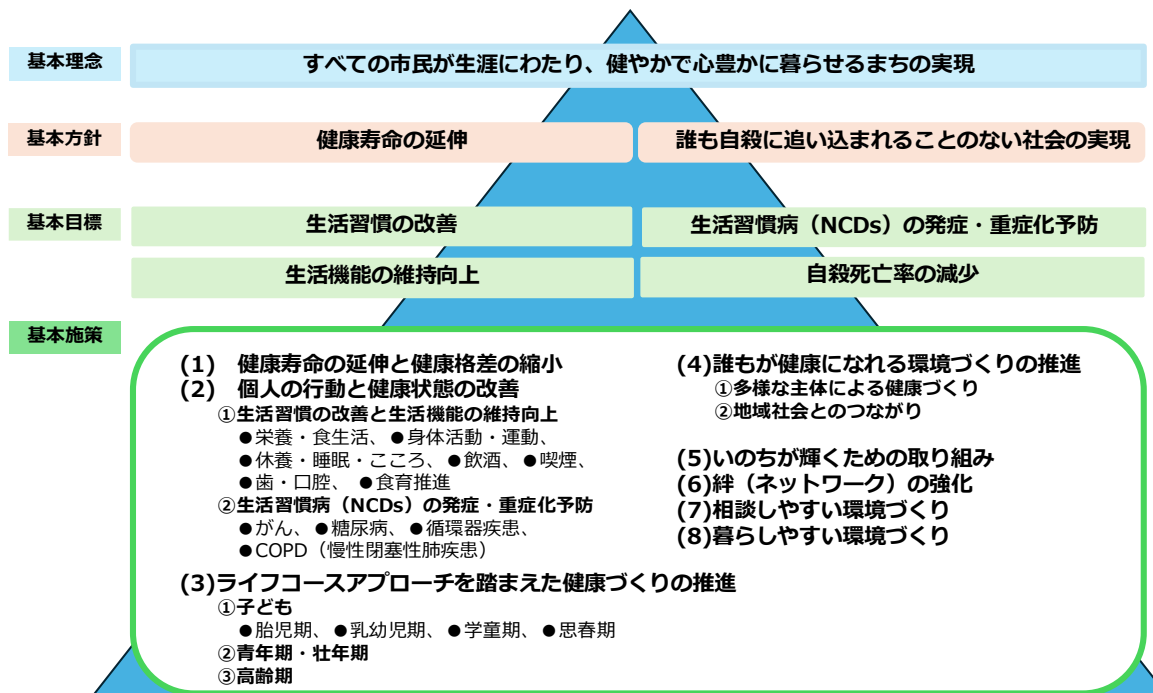 基本理念
すべての市民が生涯にわたり、健やかで心豊かに暮らせるまちの実現
基本方針
健康寿命の延伸
誰も自殺に追い込まれることのない社会の実現
基本目標
生活習慣の改善
生活習慣病（NCDs）の発症・重症化予防
生活機能の維持向上
自殺死亡率の減少
基本施策
(1) 健康寿命の延伸と健康格差の縮小
(2) 個人の行動と健康状態の改善
①生活習慣の改善と生活機能の維持向上
●栄養・食生活、●身体活動・運動、
●休養・睡眠・こころ、●飲酒、●喫煙、
●歯・口腔、●食育推進
②生活習慣病（NCDs）の発症・重症化予防
●がん、●糖尿病、●循環器疾患、
●COPD（慢性閉塞性肺疾患）
(3)ライフコースアプローチを踏まえた健康づくりの推進
①子ども
●胎児期、●乳幼児期、●学童期、●思春期
②青年期・壮年期
③高齢期
(4)誰もが健康になれる環境づくりの推進
①多様な主体による健康づくり
②地域社会とのつながり
(5)いのちが輝くための取り組み
(6)絆（ネットワーク）の強化
(7)相談しやすい環境づくり
(8)暮らしやすい環境づくり